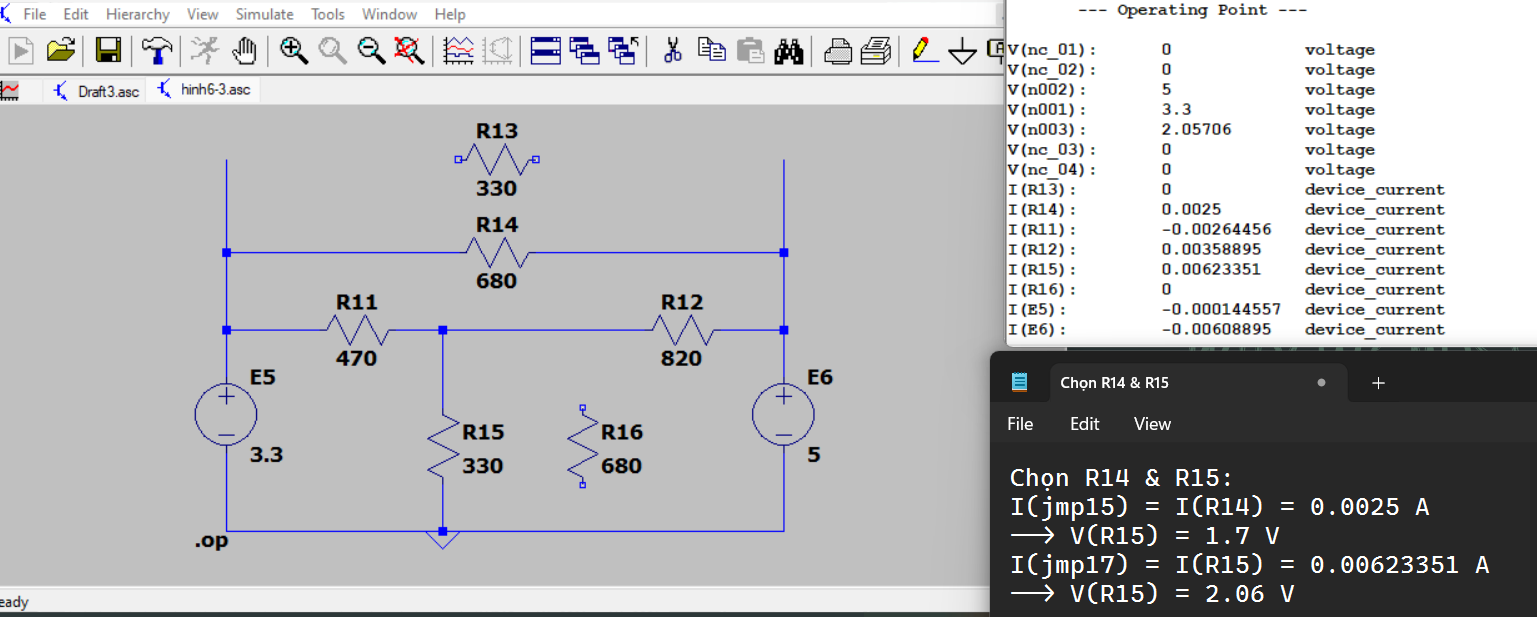 File Edit Hierarchy View Simulate Tools Window Help
Draft3.asc hinh6-3.asc
R13
330
R14
680
R11
470
R12
820
E5
3.3
E6
5
R15
330
R16
680
.op
eady
--- Operating Point ---
V(nc_01): 0 voltage
V(nc_02): 0 voltage
V(n002): 5 voltage
V(n001): 3.3 voltage
V(n003): 2.05706 voltage
V(nc_03): 0 voltage
V(nc_04): 0 voltage
I(R13): 0 device_current
I(R14): 0.0025 device_current
I(R11): -0.00264456 device_current
I(R12): 0.00358895 device_current
I(R15): 0.00623351 device_current
I(R16): 0 device_current
I(E5): -0.000144557 device_current
I(E6): -0.00608895 device_current
Chọn R14 & R15
File Edit View
Chọn R14 & R15:
I(jmp15) = I(R14) = 0.0025 A
⟶ V(R15) = 1.7 V
I(jmp17) = I(R15) = 0.00623351 A
⟶ V(R15) = 2.06 V